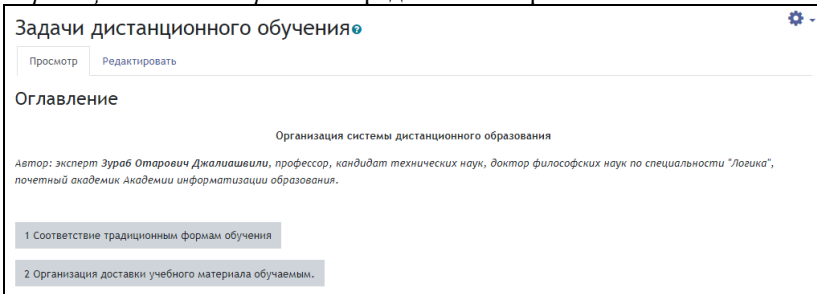 Задачи дистанционного обучения
Просмотр Редактировать
Оглавление
Организация системы дистанционного образования
Автор: эксперт Зураб Отарович Джалиашвили, профессор, кандидат технических наук, доктор философских наук по специальности "Логика",
почетный академик Академии информатизации образования.
1 Соответствие традиционным формам обучения
2 Организация доставки учебного материала обучаемым.